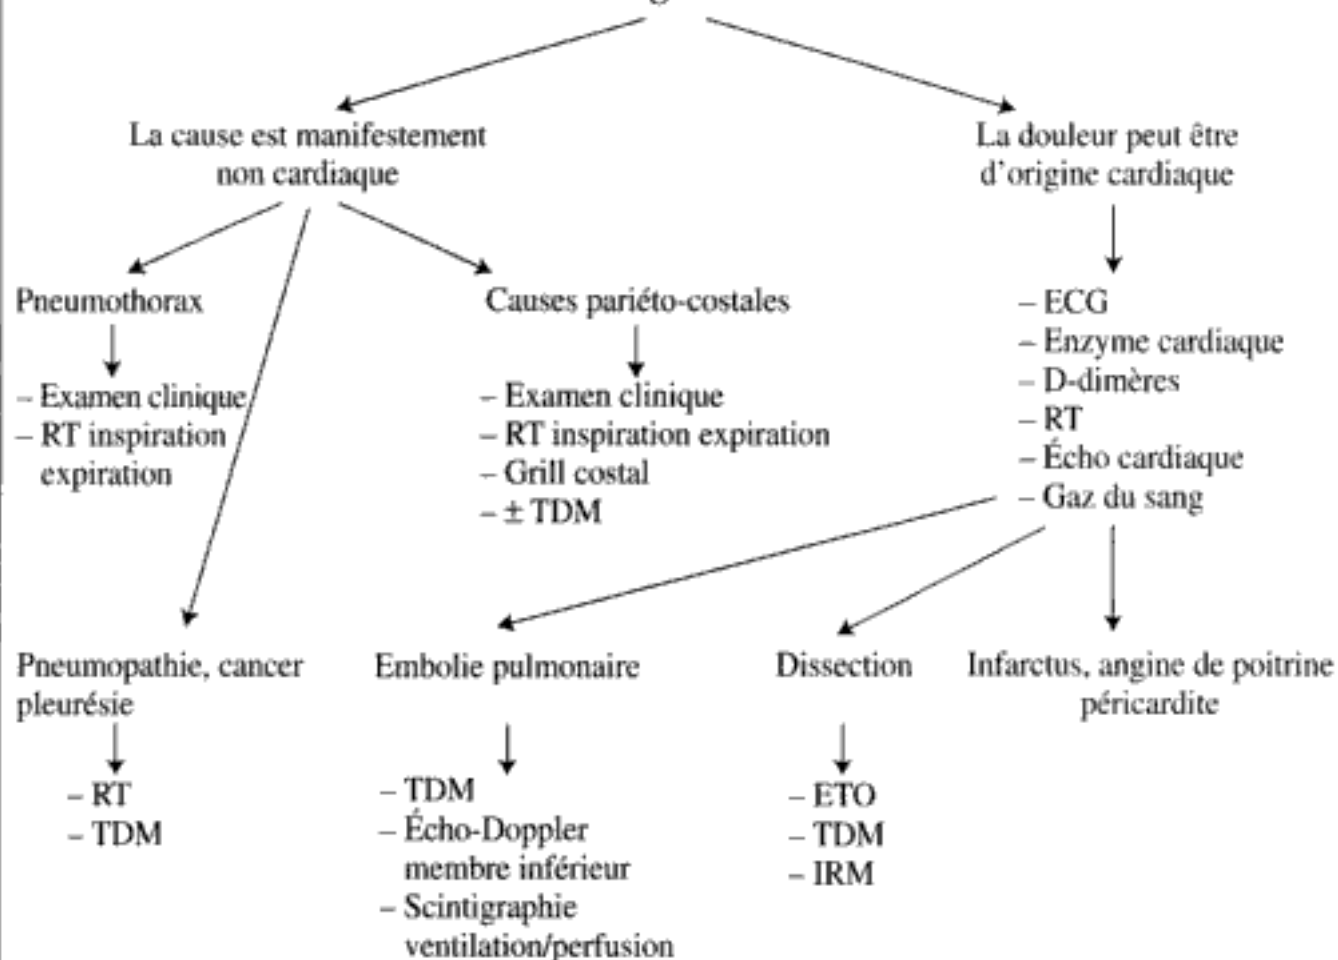 La cause est manifestement
non cardiaque
La douleur peut être
d'origine cardiaque
Pneumothorax
– Examen clinique
– RT inspiration
expiration
Causes pariéto-costales
– Examen clinique
– RT inspiration expiration
– Grill costal
– ± TDM
– ECG
– Enzyme cardiaque
– D-dimères
– RT
– Écho cardiaque
– Gaz du sang
Pneumopathie, cancer
pleurésie
– RT
– TDM
Embolie pulmonaire
– TDM
– Écho-Doppler
membre inférieur
– Scintigraphie
ventilation/perfusion
Dissection
– ETO
– TDM
– IRM
Infarctus, angine de poitrine
péricardite